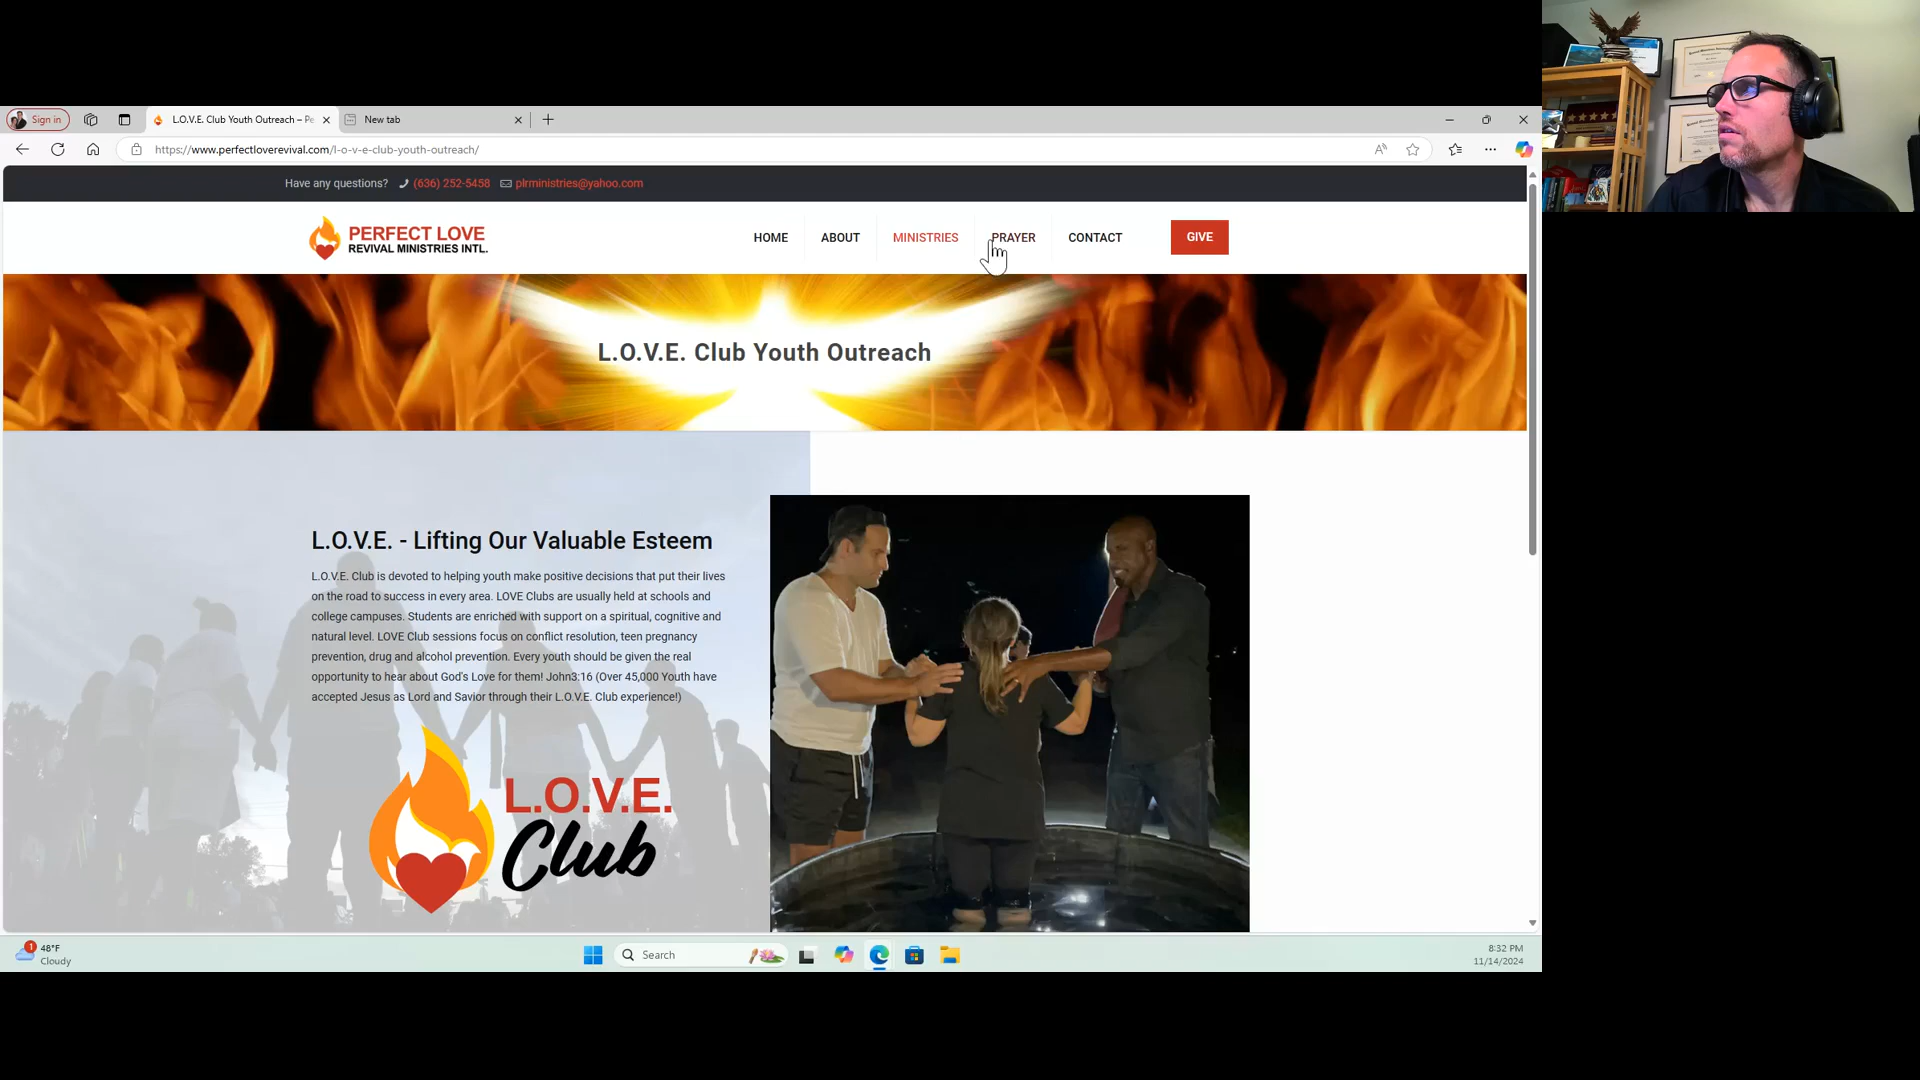 Sign in
L.O.V.E. Club Youth Outreach – Pe
New tab
https://www.perfectloverevival.com/l-o-v-e-club-youth-outreach/
Have any questions? (636) 252-5458 plrministries@yahoo.com
PERFECT LOVE
REVIVAL MINISTRIES INTL.
HOME ABOUT MINISTRIES PRAYER CONTACT GIVE
L.O.V.E. Club Youth Outreach
L.O.V.E. - Lifting Our Valuable Esteem
L.O.V.E. Club is devoted to helping youth make positive decisions that put their lives
on the road to success in every area. LOVE Clubs are usually held at schools and
college campuses. Students are enriched with support on a spiritual, cognitive and
natural level. LOVE Club sessions focus on conflict resolution, teen pregnancy
prevention, drug and alcohol prevention. Every youth should be given the real
opportunity to hear about God's Love for them! John3:16 (Over 45,000 Youth have
accepted Jesus as Lord and Savior through their L.O.V.E. Club experience!)
L.O.V.E.
Club
1
48°F
Cloudy
Search
8:32 PM
11/14/2024